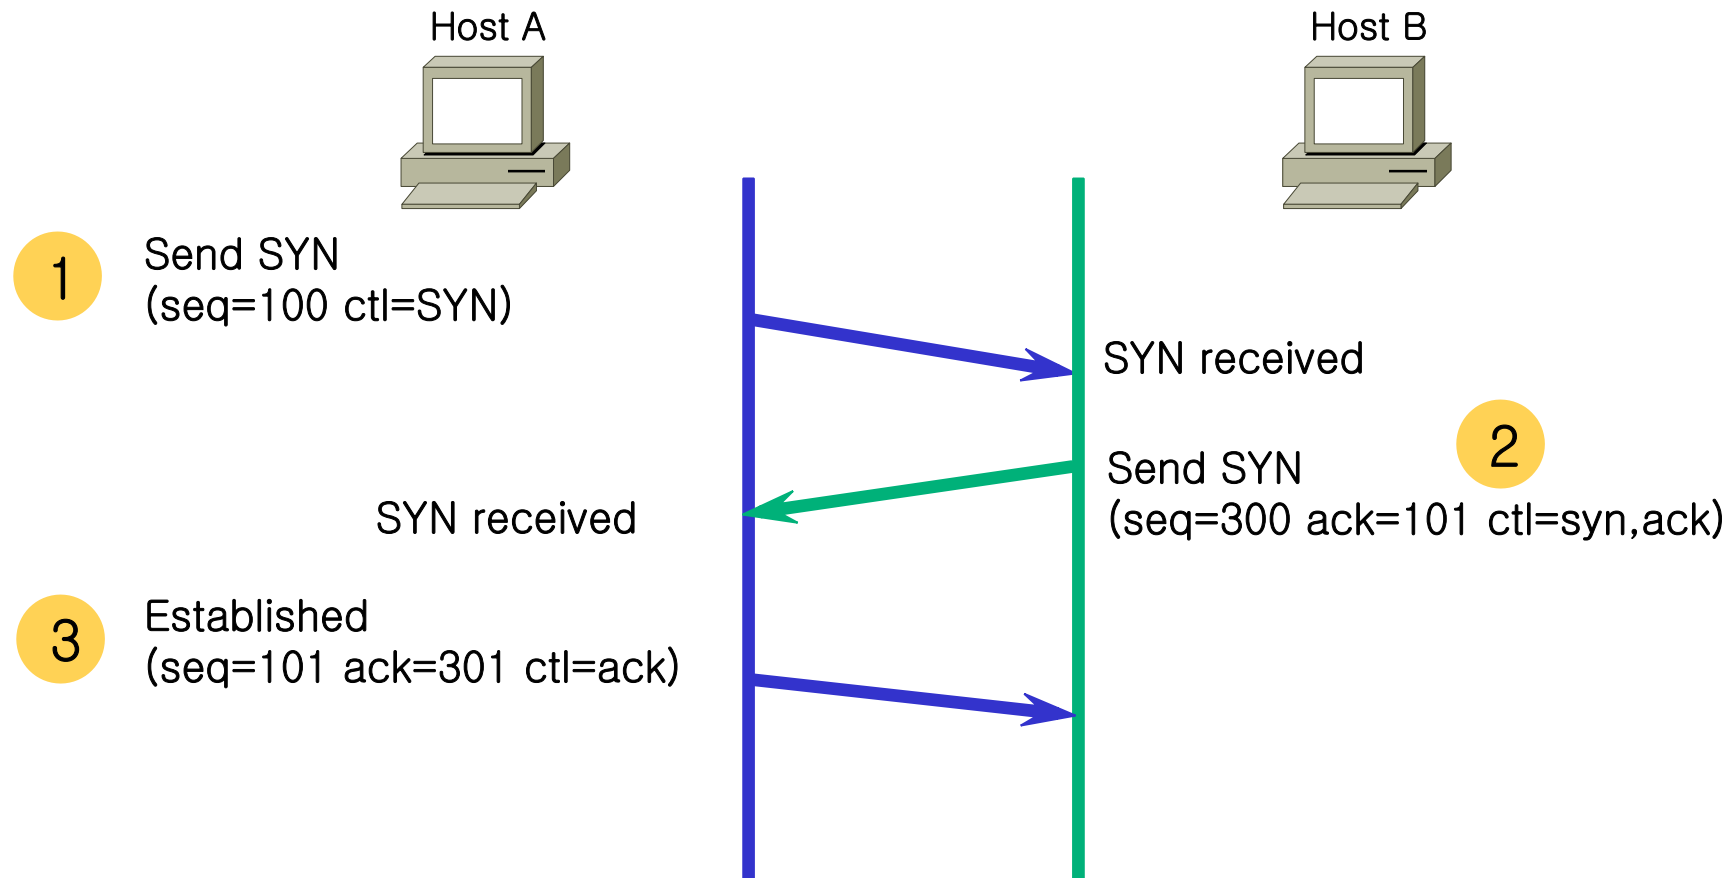 Host A
Host B
1
Send SYN
(seq=100 ctl=SYN)
SYN received
2
Send SYN
(seq=300 ack=101 ctl=syn,ack)
SYN received
3
Established
(seq=101 ack=301 ctl=ack)